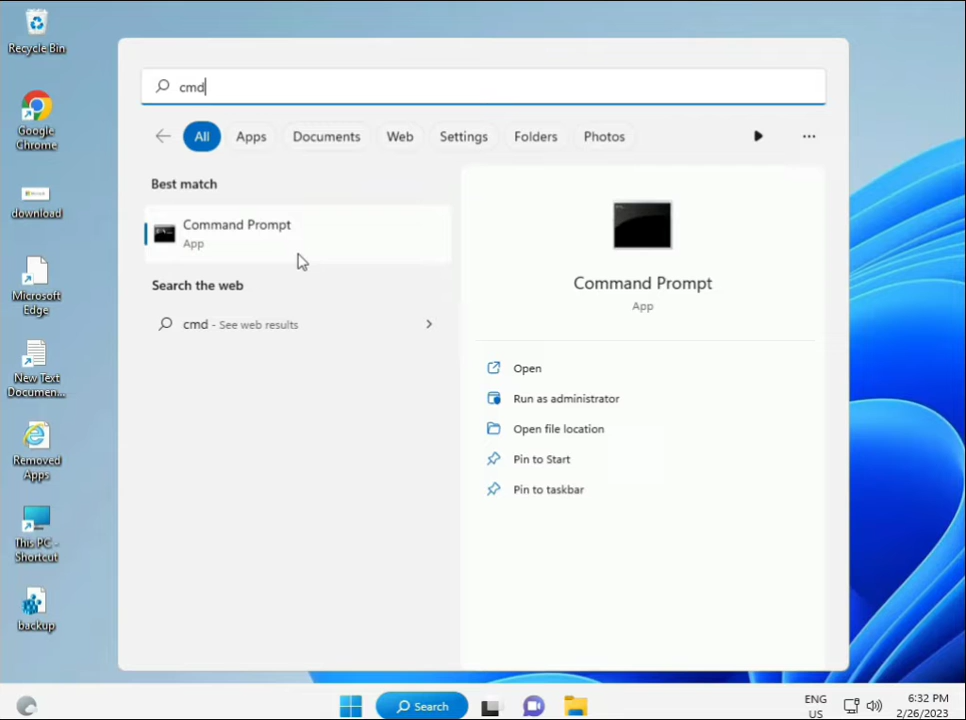 Recycle Bin
Google
Chrome
download
Microsoft
Edge
New Text
Documen...
Removed
Apps
This PC -
Shortcut
backup
cmd
All
Apps
Documents
Web
Settings
Folders
Photos
Best match
Command Prompt
App
Search the web
cmd - See web results
Command Prompt
App
Open
Run as administrator
Open file location
Pin to Start
Pin to taskbar
Search
ENG
US
6:32 PM
2/26/2023